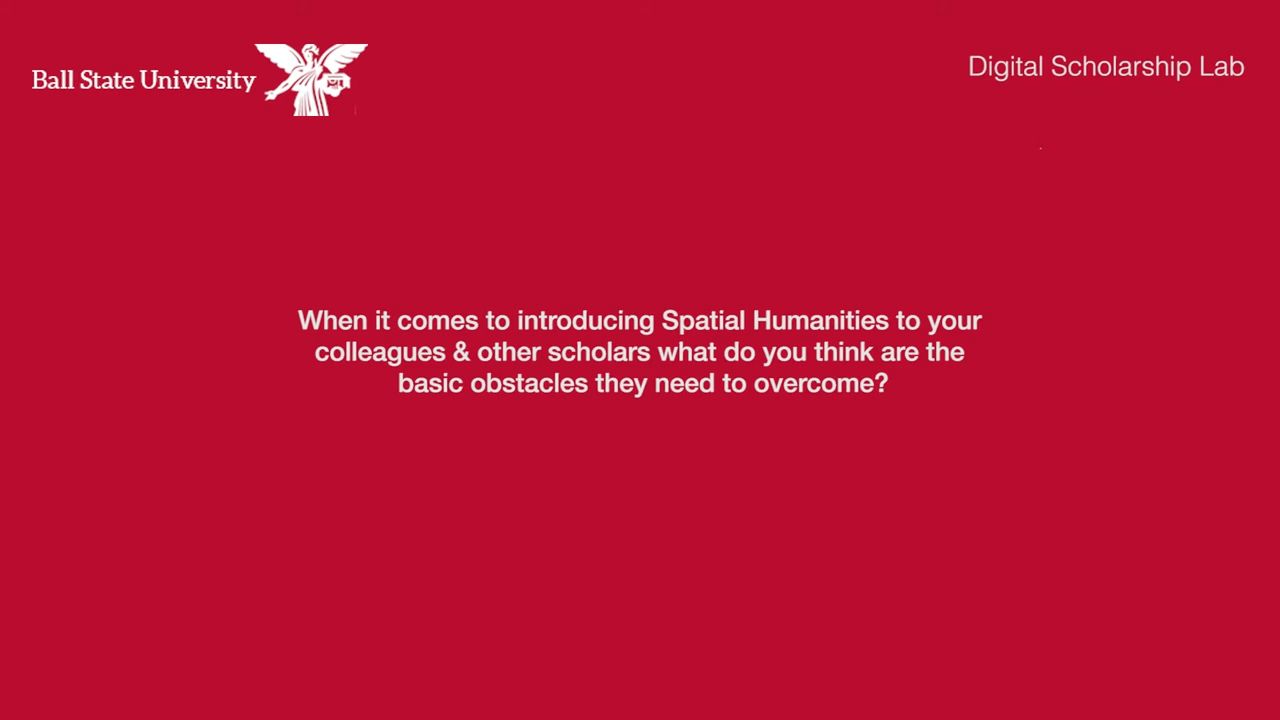 Ball State University
Digital Scholarship Lab
When it comes to introducing Spatial Humanities to your
colleagues & other scholars what do you think are the
basic obstacles they need to overcome?